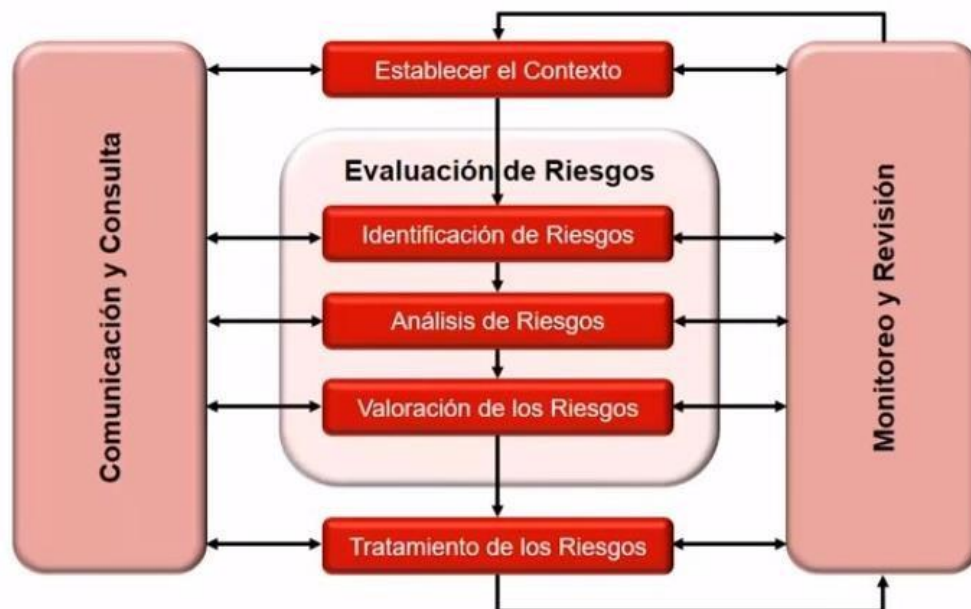 Establecer el Contexto
Comunicación y Consulta
Evaluación de Riesgos
Identificación de Riesgos
Análisis de Riesgos
Valoración de los Riesgos
Tratamiento de los Riesgos
Monitoreo y Revisión